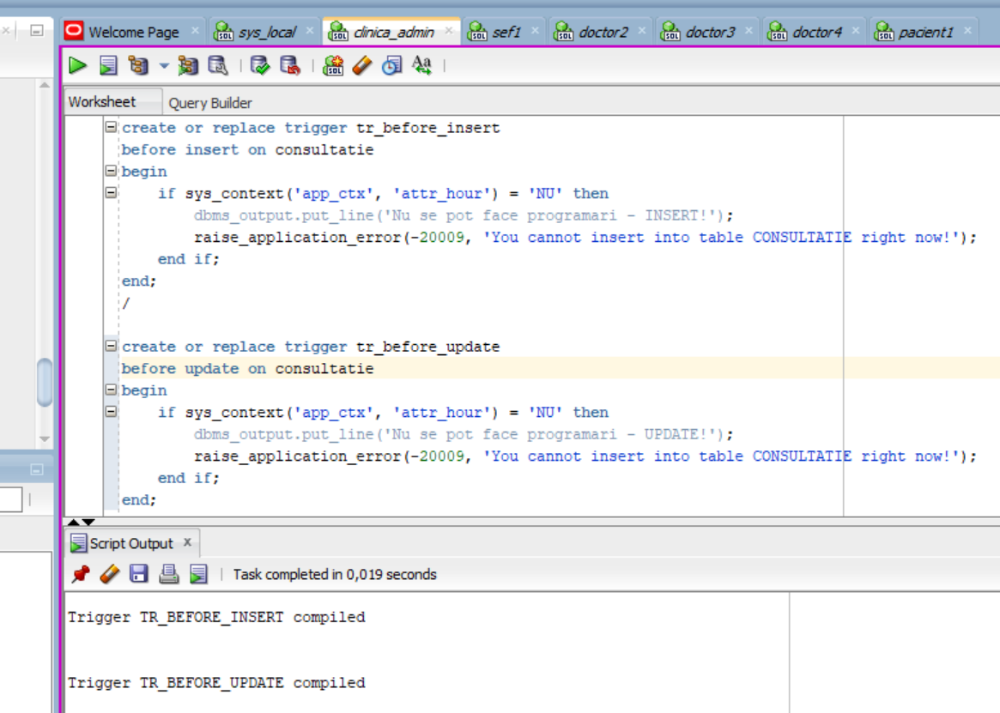 Welcome Page sys_local clinica_admin sef1 doctor2 doctor3 doctor4 pacient1
Worksheet Query Builder
create or replace trigger tr_before_insert
before insert on consultatie
begin
if sys_context('app_ctx', 'attr_hour') = 'NU' then
dbms_output.put_line('Nu se pot face programari - INSERT!');
raise_application_error(-20009, 'You cannot insert into table CONSULTATIE right now!');
end if;
end;
/
create or replace trigger tr_before_update
before update on consultatie
begin
if sys_context('app_ctx', 'attr_hour') = 'NU' then
dbms_output.put_line('Nu se pot face programari - UPDATE!');
raise_application_error(-20009, 'You cannot insert into table CONSULTATIE right now!');
end if;
end;
Script Output x
Task completed in 0,019 seconds
Trigger TR_BEFORE_INSERT compiled
Trigger TR_BEFORE_UPDATE compiled